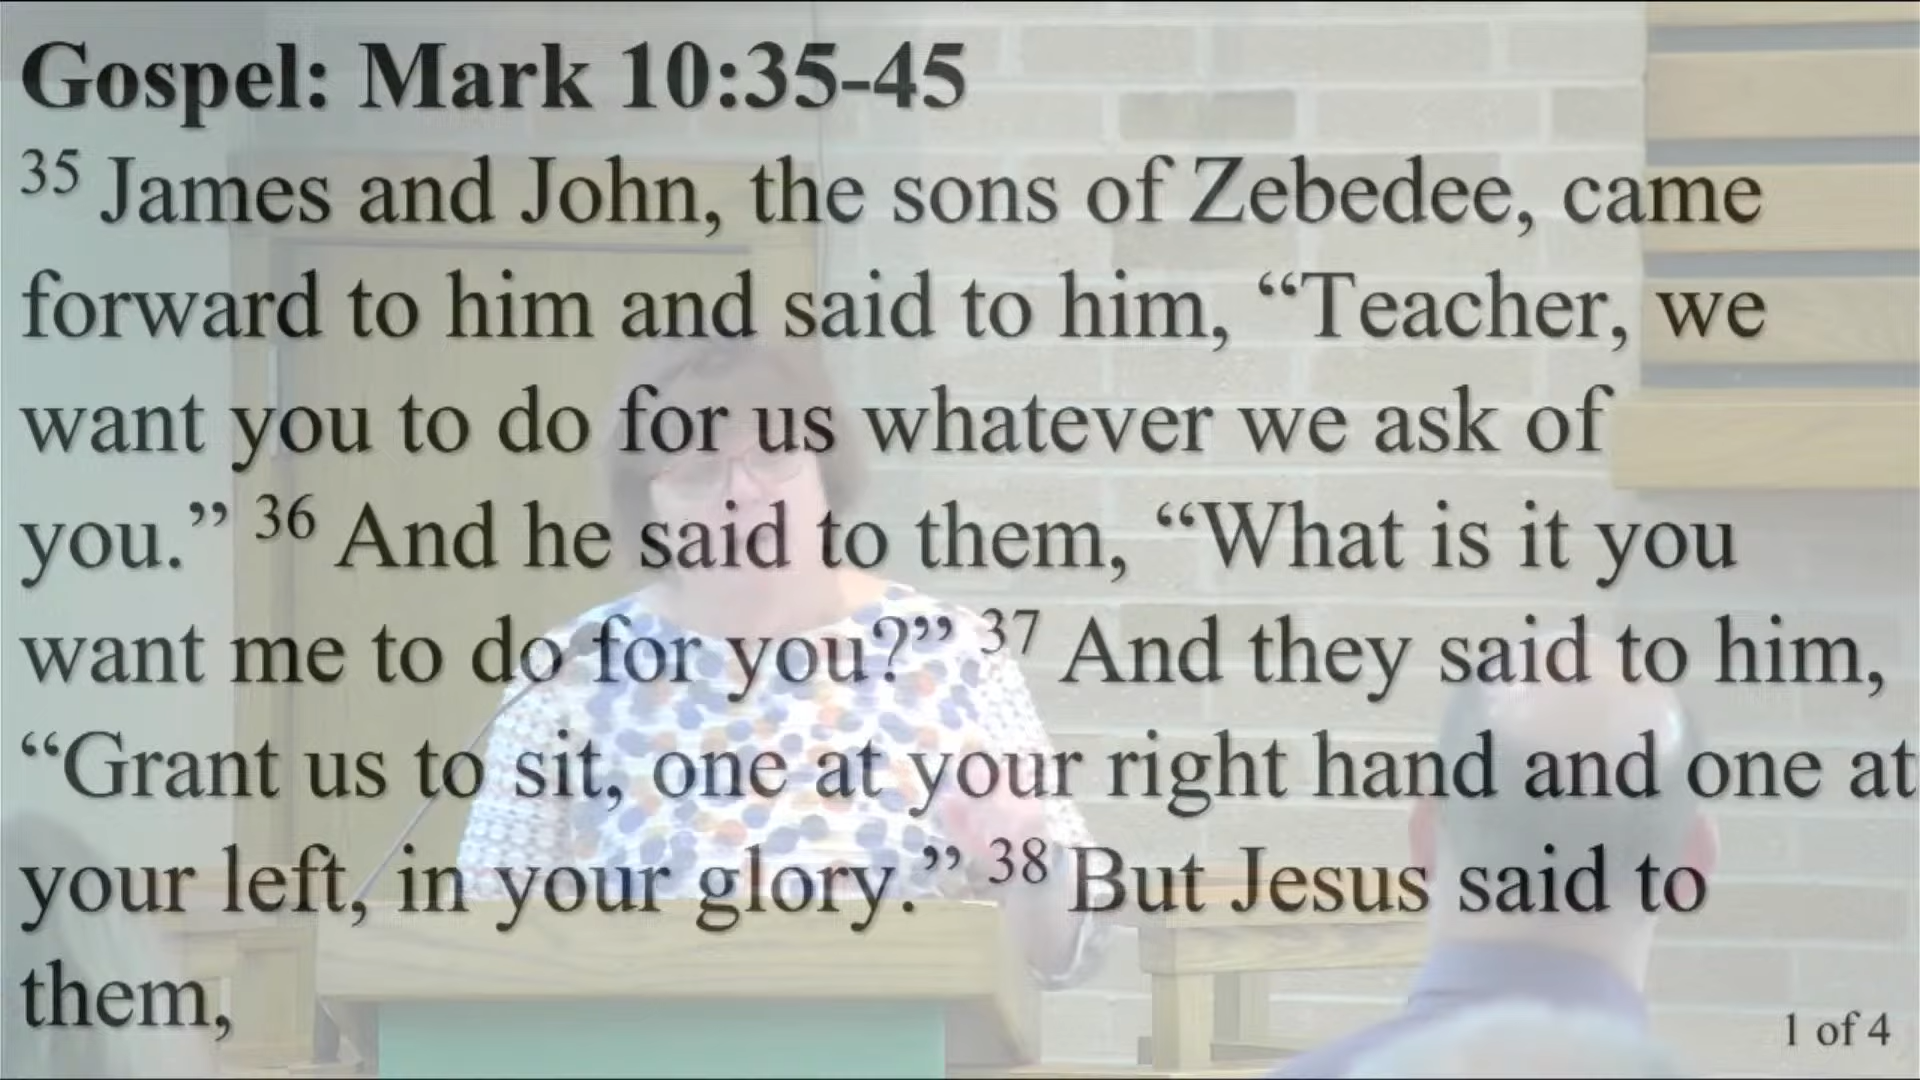 Gospel: Mark 10:35-45
35 James and John, the sons of Zebedee, came
forward to him and said to him, “Teacher, we
want you to do for us whatever we ask of
you.” 36 And he said to them, “What is it you
want me to do for you?” 37 And they said to him,
“Grant us to sit, one at your right hand and one at
your left, in your glory.” 38 But Jesus said to
them,
1 of 4